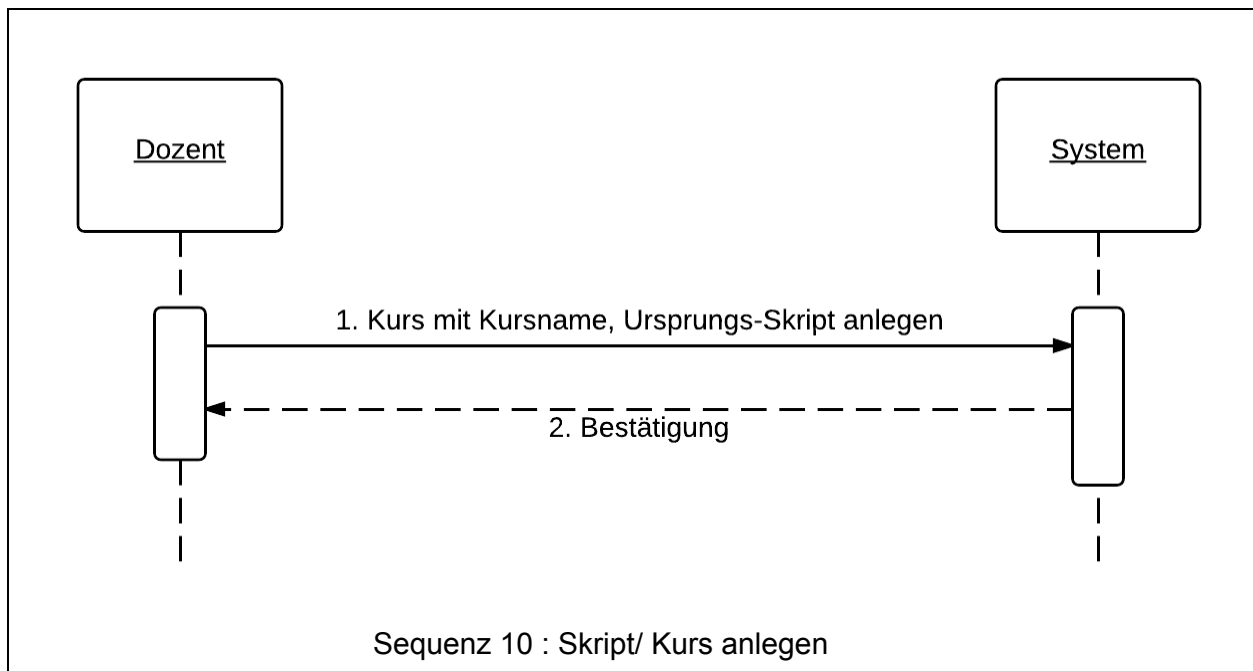 Dozent
System
1. Kurs mit Kursname, Ursprungs-Skript anlegen
2. Bestätigung
Sequenz 10 : Skript/ Kurs anlegen